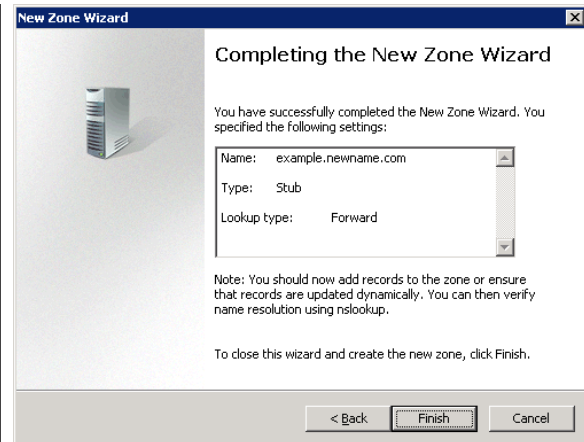 New Zone Wizard
Completing the New Zone Wizard
You have successfully completed the New Zone Wizard. You
specified the following settings:
Name: example.newname.com
Type: Stub
Lookup type: Forward
Note: You should now add records to the zone or ensure
that records are updated dynamically. You can then verify
name resolution using nslookup.
To close this wizard and create the new zone, click Finish.
< Back Finish Cancel